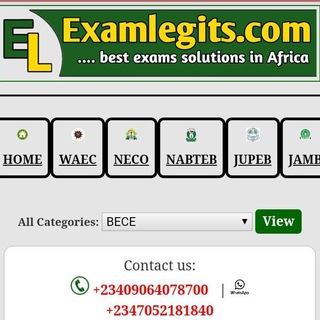 EL Examlegits.com
.... best exams solutions in Africa
HOME WAEC NECO NABTEB JUPEB JAMB
All Categories: BECE View
Contact us:
+23409064078700 | WhatsApp
+2347052181840